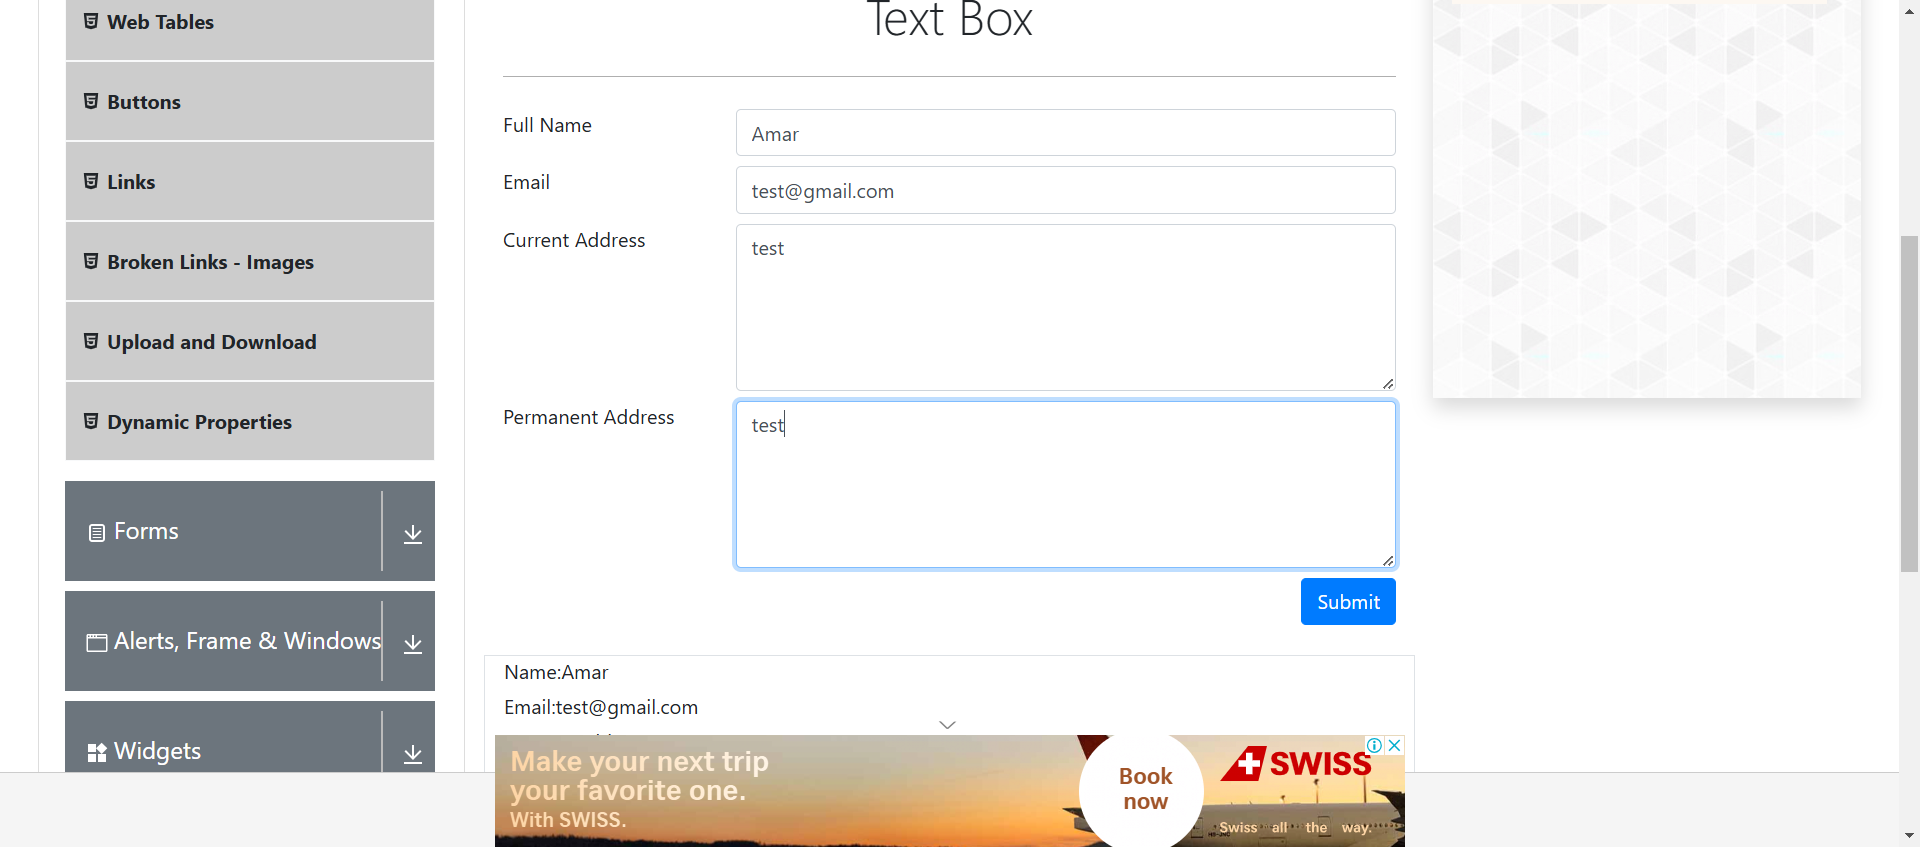 Web Tables
Buttons
Links
Broken Links - Images
Upload and Download
Dynamic Properties
Forms
Alerts, Frame & Windows
Widgets
Text Box
Full Name
Amar
Email
test@gmail.com
Current Address
test
Permanent Address
test
Submit
Name:Amar
Email:test@gmail.com
Make your next trip
your favorite one.
With SWISS.
Book
now
SWISS
Swiss all the way.